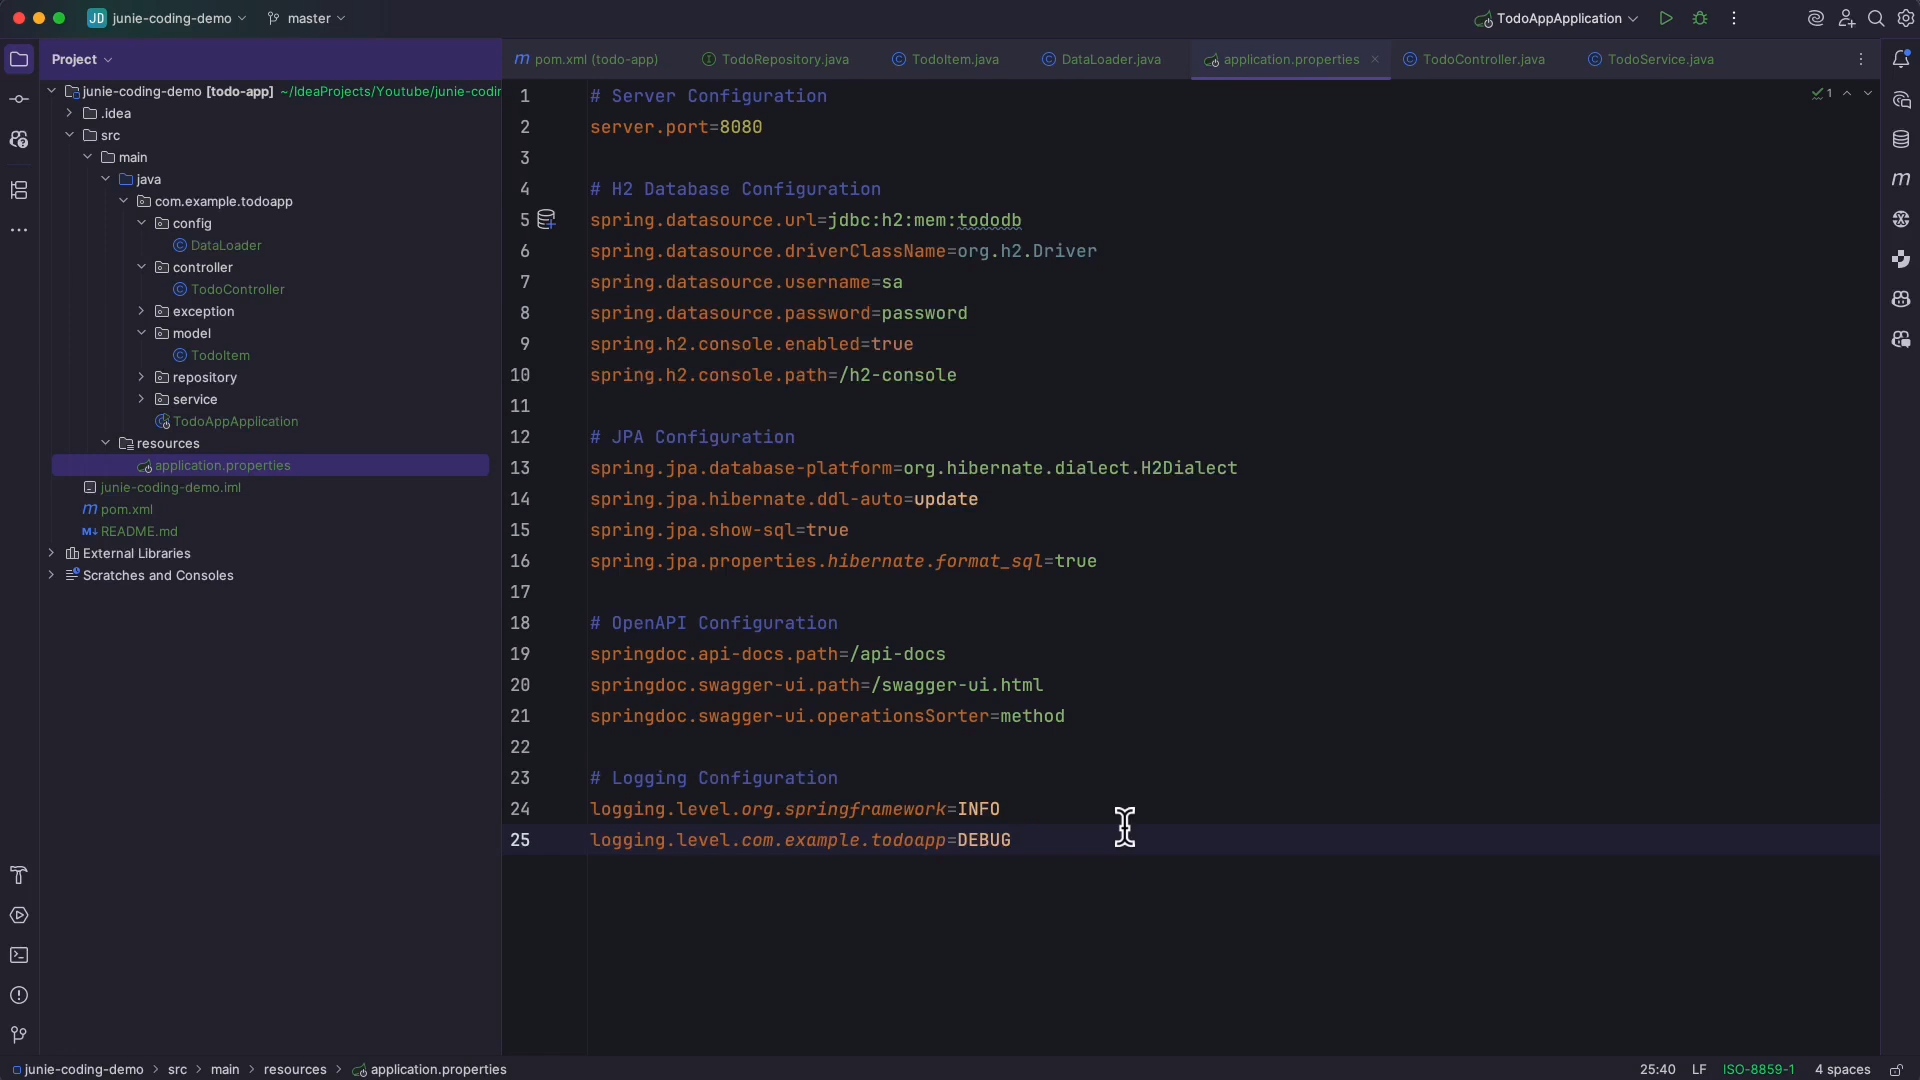 JD junie-coding-demo
master
TodoAppApplication
Project
m pom.xml (todo-app)
TodoRepository.java
TodoItem.java
DataLoader.java
application.properties
TodoController.java
TodoService.java
junie-coding-demo [todo-app] ~/IdeaProjects/Youtube/junie-codin
.idea
src
main
java
com.example.todoapp
config
DataLoader
controller
TodoController
exception
model
TodoItem
repository
service
TodoAppApplication
resources
application.properties
junie-coding-demo.iml
m pom.xml
M↓ README.md
External Libraries
Scratches and Consoles
1 # Server Configuration
2 server.port=8080
3
4 # H2 Database Configuration
5 spring.datasource.url=jdbc:h2:mem:tododb
6 spring.datasource.driverClassName=org.h2.Driver
7 spring.datasource.username=sa
8 spring.datasource.password=password
9 spring.h2.console.enabled=true
10 spring.h2.console.path=/h2-console
11
12 # JPA Configuration
13 spring.jpa.database-platform=org.hibernate.dialect.H2Dialect
14 spring.jpa.hibernate.ddl-auto=update
15 spring.jpa.show-sql=true
16 spring.jpa.properties.hibernate.format_sql=true
17
18 # OpenAPI Configuration
19 springdoc.api-docs.path=/api-docs
20 springdoc.swagger-ui.path=/swagger-ui.html
21 springdoc.swagger-ui.operationsSorter=method
22
23 # Logging Configuration
24 logging.level.org.springframework=INFO
25 logging.level.com.example.todoapp=DEBUG
1
m
junie-coding-demo > src > main > resources > application.properties
25:40 LF ISO-8859-1 4 spaces